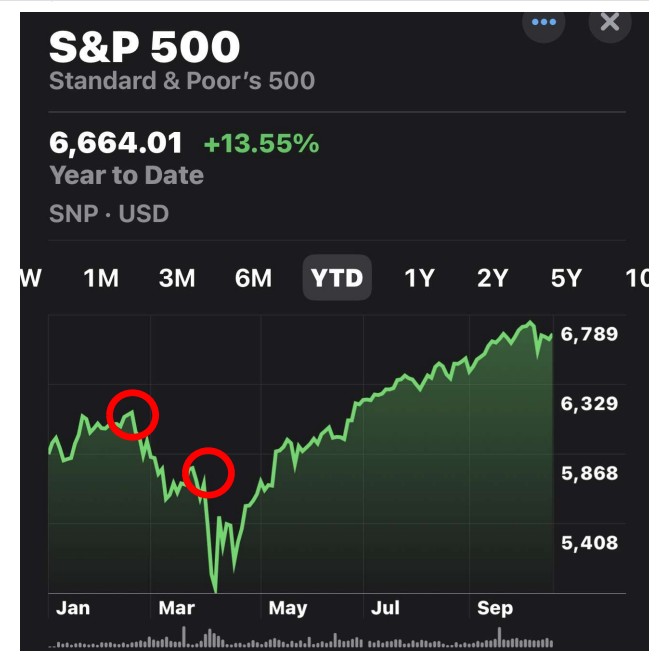 S&P 500
Standard & Poor's 500
6,664.01 +13.55%
Year to Date
SNP · USD
W 1M 3M 6M YTD 1Y 2Y 5Y 10
6,789
6,329
5,868
5,408
Jan Mar May Jul Sep